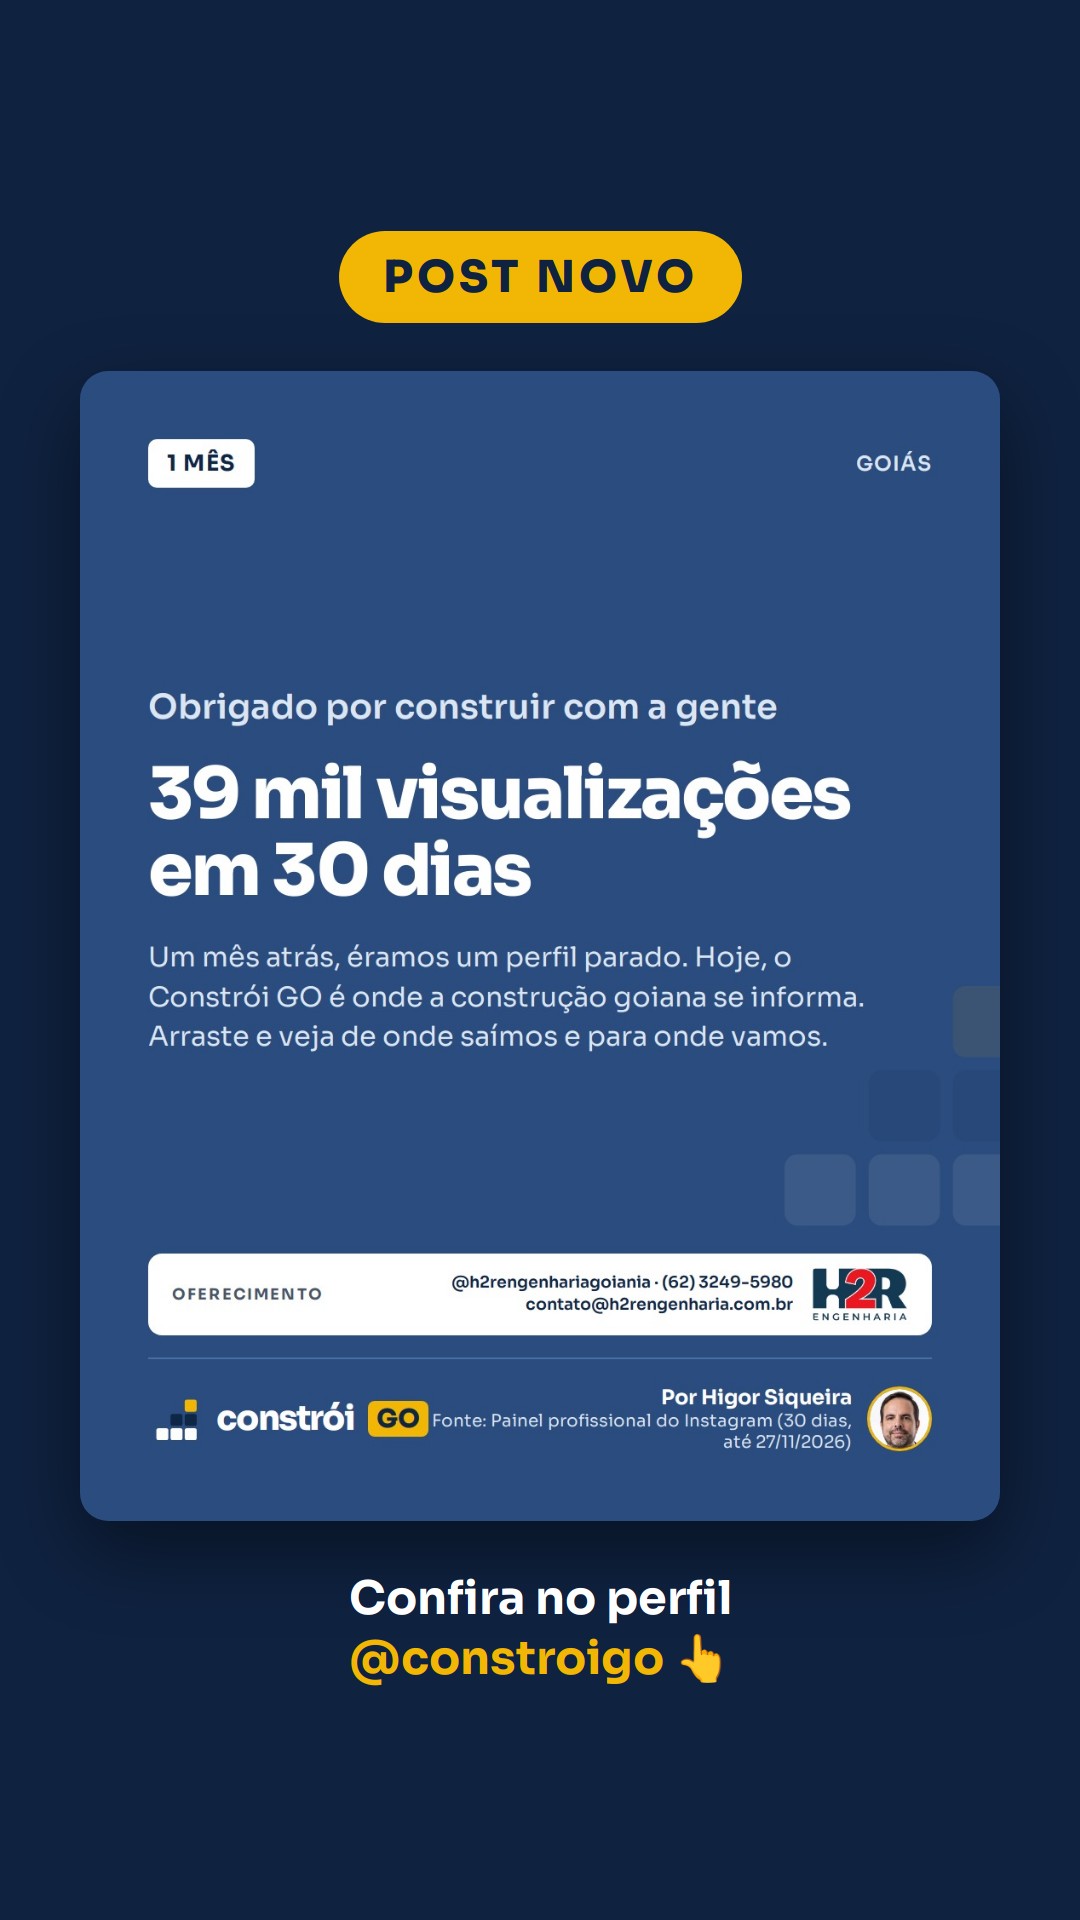 POST NOVO
1 MÊS
GOIÁS
Obrigado por construir com a gente
39 mil visualizações
em 30 dias
Um mês atrás, éramos um perfil parado. Hoje, o
Constrói GO é onde a construção goiana se informa.
Arraste e veja de onde saímos e para onde vamos.
OFERECIMENTO
@h2rengenhariagoiania · (62) 3249-5980
contato@h2rengenharia.com.br
H2R
ENGENHARIA
constrói GO
Por Higor Siqueira
Fonte: Painel profissional do Instagram (30 dias,
até 27/11/2026)
Confira no perfil
@constroigo 👆